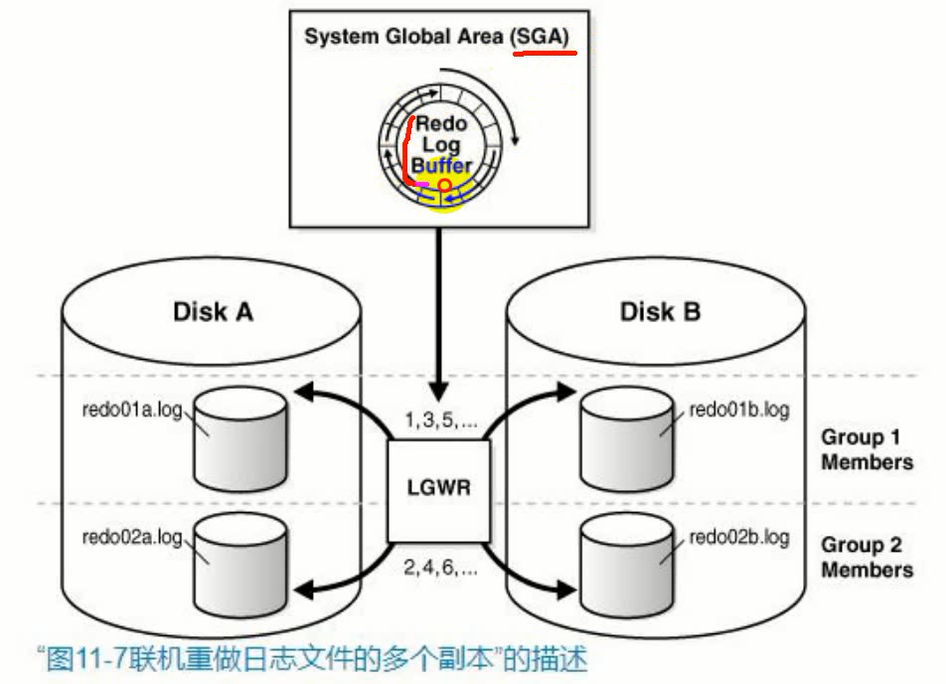 System Global Area (SGA)
Redo
Log
Buffer
Disk A
Disk B
redo01a.log
1,3,5,...
redo01b.log
Group 1
Members
LGWR
redo02a.log
2,4,6,...
redo02b.log
Group 2
Members
“图11-7联机重做日志文件的多个副本”的描述